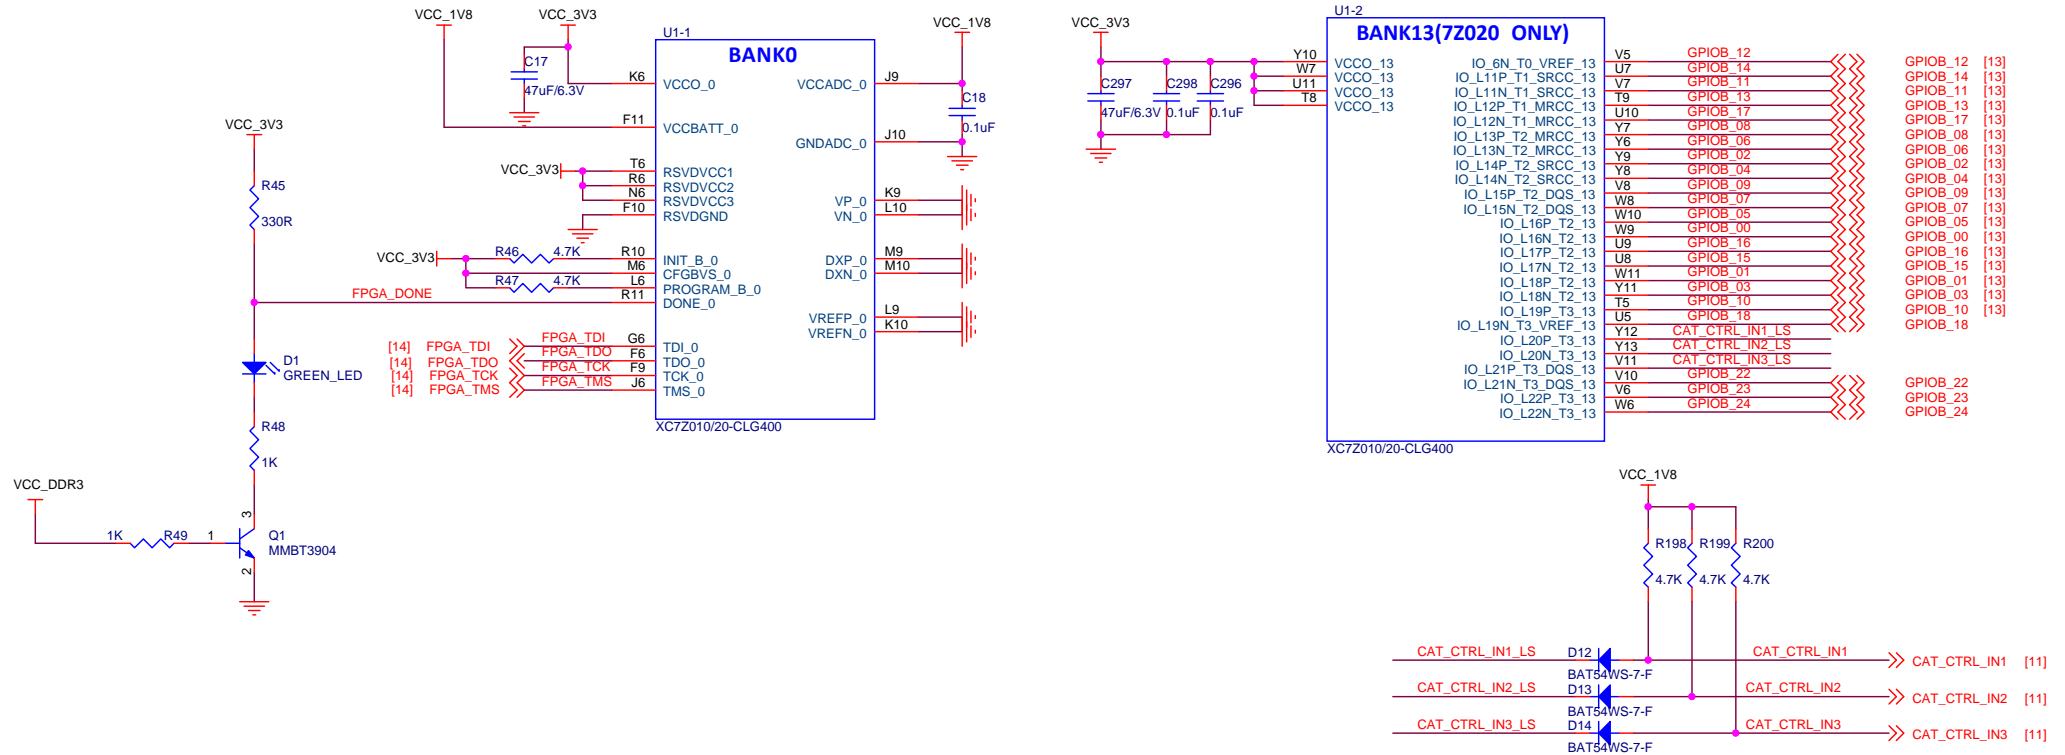 VCC_1V8
VCC_3V3
U1-1
BANK0
C17
47uF/6.3V
K6 VCCO_0
F11 VCCBATT_0
VCC_3V3
T6 RSVDVCC1
R6 RSVDVCC2
N6 RSVDVCC3
F10 RSVDGND
VCC_3V3
R46 4.7K R10 INIT_B_0
M6 CFGBVS_0
R47 4.7K L6 PROGRAM_B_0
FPGA_DONE R11 DONE_0
[14] FPGA_TDI FPGA_TDI G6 TDI_0
[14] FPGA_TDO FPGA_TDO F6 TDO_0
[14] FPGA_TCK FPGA_TCK F9 TCK_0
[14] FPGA_TMS FPGA_TMS J6 TMS_0
XC7Z010/20-CLG400
VCC_1V8
VCCADC_0 J9
C18
0.1uF
GNDADC_0 J10
VP_0 K9
VN_0 L10
DXP_0 M9
DXN_0 M10
VREFP_0 L9
VREFN_0 K10
VCC_3V3
R45
330R
D1
GREEN_LED
R48
1K
VCC_DDR3
1K R49 1
3
Q1
MMBT3904
2
VCC_3V3
C297
47uF/6.3V
C298
0.1uF
C296
0.1uF
U1-2
BANK13(7Z020 ONLY)
Y10 VCCO_13
W7 VCCO_13
U11 VCCO_13
T8 VCCO_13
IO_6N_T0_VREF_13 V5 GPIOB_12 GPIOB_12 [13]
IO_L11P_T1_SRCC_13 U7 GPIOB_14 GPIOB_14 [13]
IO_L11N_T1_SRCC_13 V7 GPIOB_11 GPIOB_11 [13]
IO_L12P_T1_MRCC_13 T9 GPIOB_13 GPIOB_13 [13]
IO_L12N_T1_MRCC_13 U10 GPIOB_17 GPIOB_17 [13]
IO_L13P_T2_MRCC_13 Y7 GPIOB_08 GPIOB_08 [13]
IO_L13N_T2_MRCC_13 Y6 GPIOB_06 GPIOB_06 [13]
IO_L14P_T2_SRCC_13 Y9 GPIOB_02 GPIOB_02 [13]
IO_L14N_T2_SRCC_13 Y8 GPIOB_04 GPIOB_04 [13]
IO_L15P_T2_DQS_13 V8 GPIOB_09 GPIOB_09 [13]
IO_L15N_T2_DQS_13 W8 GPIOB_07 GPIOB_07 [13]
IO_L16P_T2_13 W10 GPIOB_05 GPIOB_05 [13]
IO_L16N_T2_13 W9 GPIOB_00 GPIOB_00 [13]
IO_L17P_T2_13 U9 GPIOB_16 GPIOB_16 [13]
IO_L17N_T2_13 U8 GPIOB_15 GPIOB_15 [13]
IO_L18P_T2_13 W11 GPIOB_01 GPIOB_01 [13]
IO_L18N_T2_13 Y11 GPIOB_03 GPIOB_03 [13]
IO_L19P_T3_13 T5 GPIOB_10 GPIOB_10 [13]
IO_L19N_T3_VREF_13 U5 GPIOB_18 GPIOB_18
IO_L20P_T3_13 Y12 CAT_CTRL_IN1_LS
IO_L20N_T3_13 Y13 CAT_CTRL_IN2_LS
IO_L21P_T3_DQS_13 V11 CAT_CTRL_IN3_LS
IO_L21N_T3_DQS_13 V10 GPIOB_22 GPIOB_22
IO_L22P_T3_13 V6 GPIOB_23 GPIOB_23
IO_L22N_T3_13 W6 GPIOB_24 GPIOB_24
XC7Z010/20-CLG400
VCC_1V8
R198 R199 R200
4.7K 4.7K 4.7K
CAT_CTRL_IN1_LS D12 CAT_CTRL_IN1 CAT_CTRL_IN1 [11]
BAT54WS-7-F
CAT_CTRL_IN2_LS D13 CAT_CTRL_IN2 CAT_CTRL_IN2 [11]
BAT54WS-7-F
CAT_CTRL_IN3_LS D14 CAT_CTRL_IN3 CAT_CTRL_IN3 [11]
BAT54WS-7-F